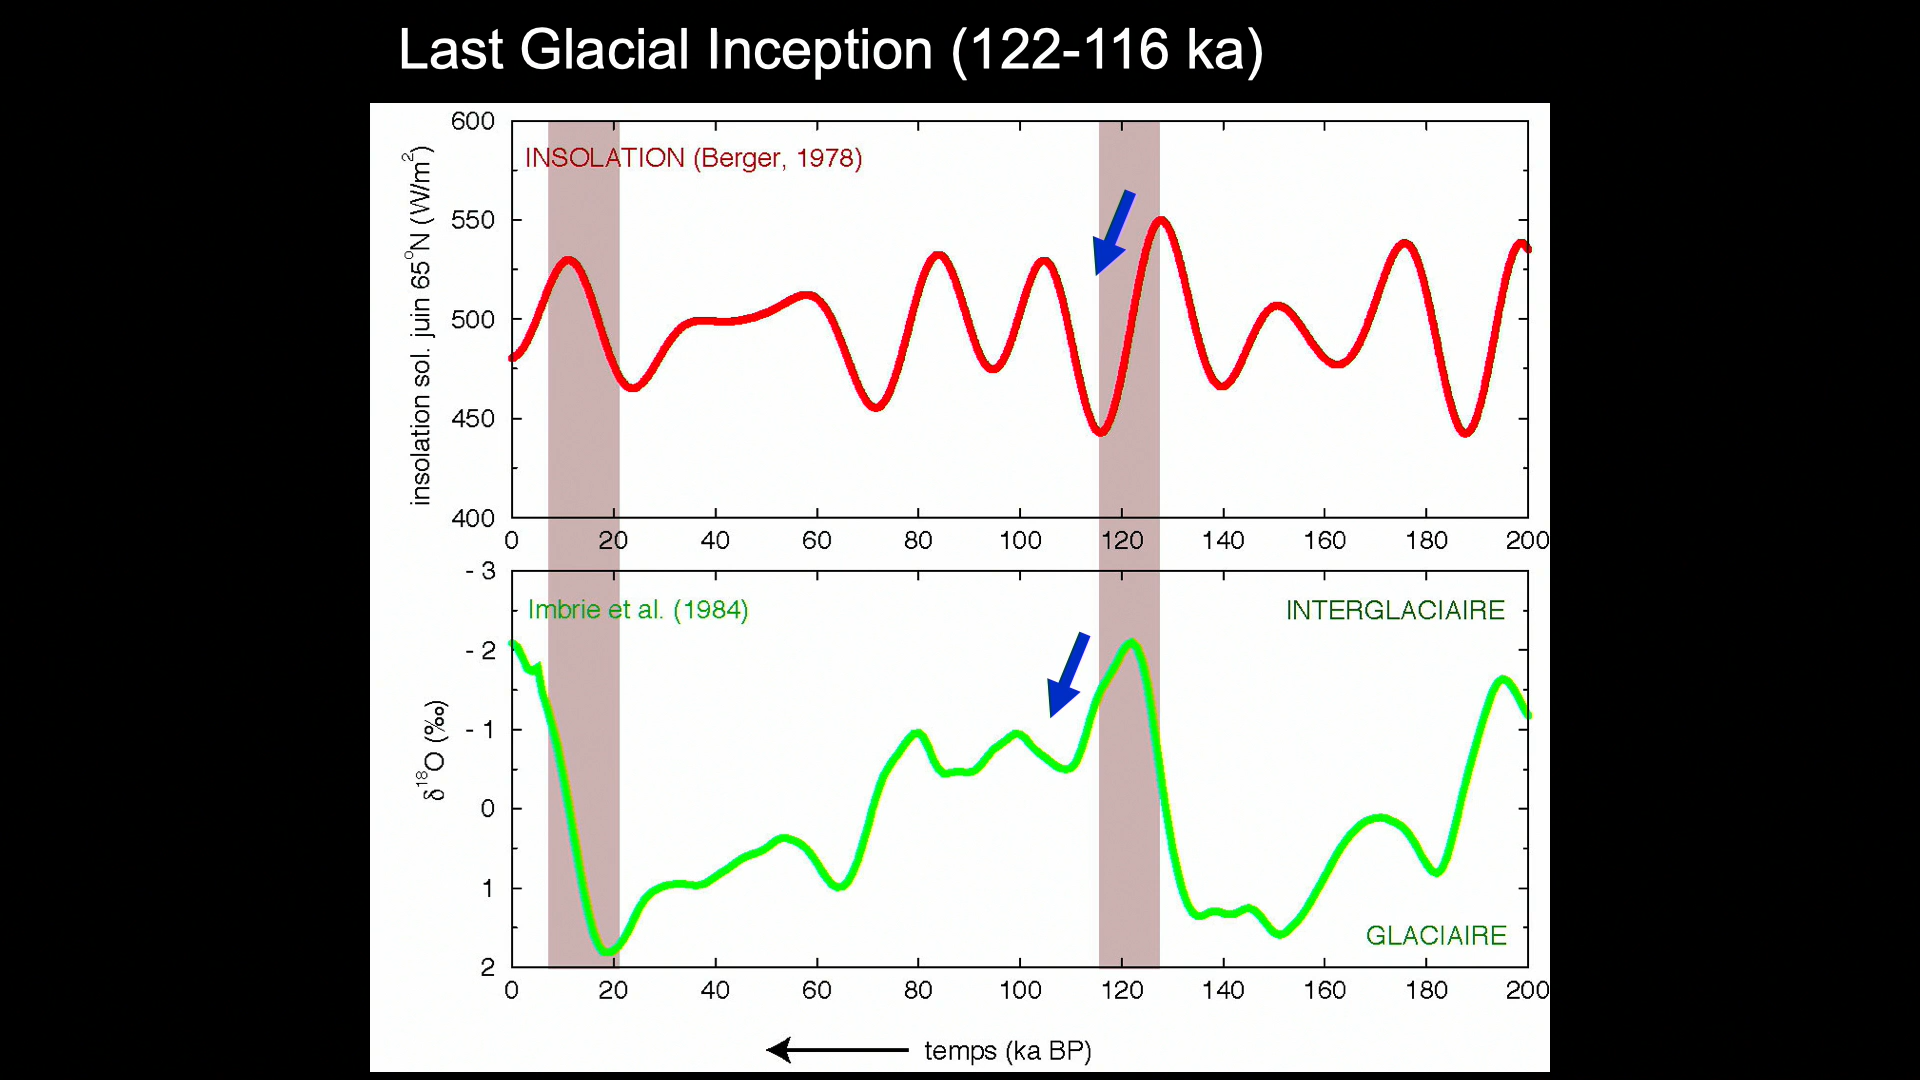 Last Glacial Inception (122-116 ka)
600
550
500
450
400
insolation sol. juin 65°N (W/m²)
INSOLATION (Berger, 1978)
0 20 40 60 80 100 120 140 160 180 200
- 3
- 2
- 1
0
1
2
δ¹⁸O (‰)
Imbrie et al. (1984)
INTERGLACIAIRE
GLACIAIRE
0 20 40 60 80 100 120 140 160 180 200
temps (ka BP)